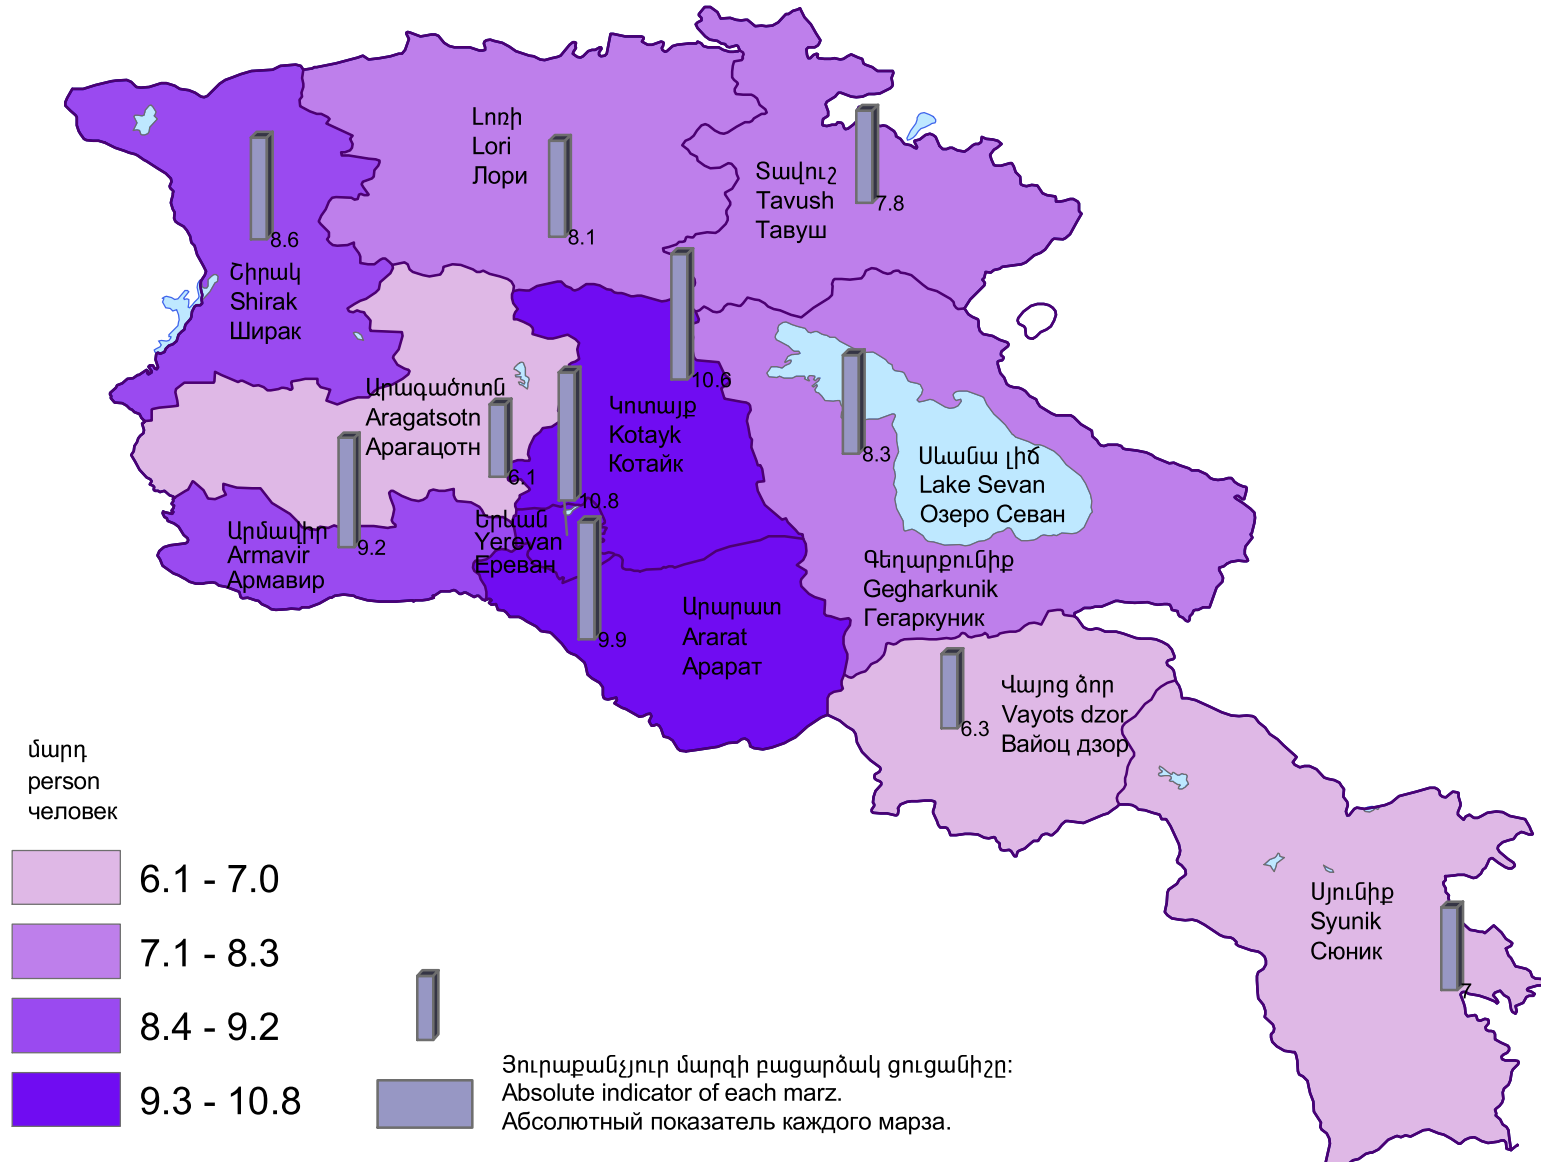 Լոռի
Lori
Лори
8.1
Տավուշ
Tavush
Тавуш
7.8
8.6
Շիրակ
Shirak
Ширак
Արագածոտն
Aragatsotn
Арагацотн
6.1
10.6
Կոտայք
Kotayk
Котайк
8.3
Սևանա լիճ
Lake Sevan
Озеро Севан
10.8
Երևան
Yerevan
Ереван
Արմավիր
Armavir
Армавир
9.2
Գեղարքունիք
Gegharkunik
Гегаркуник
Արարատ
Ararat
Арарат
9.9
Վայոց ձոր
Vayots dzor
Вайоц дзор
6.3
Սյունիք
Syunik
Сюник
7
մարդ
person
человек
6.1 - 7.0
7.1 - 8.3
8.4 - 9.2
9.3 - 10.8
Յուրաքանչյուր մարզի բացարձակ ցուցանիշը:
Absolute indicator of each marz.
Абсолютный показатель каждого марза.